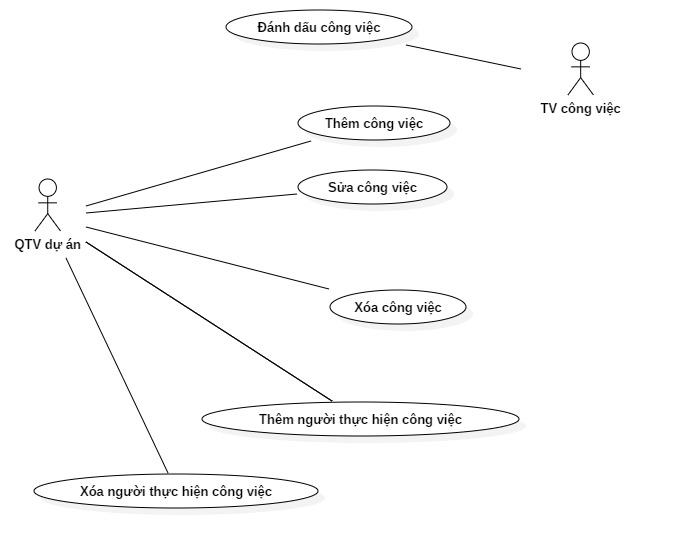 Đánh dấu công việc
TV công việc
Thêm công việc
Sửa công việc
QTV dự án
Xóa công việc
Thêm người thực hiện công việc
Xóa người thực hiện công việc